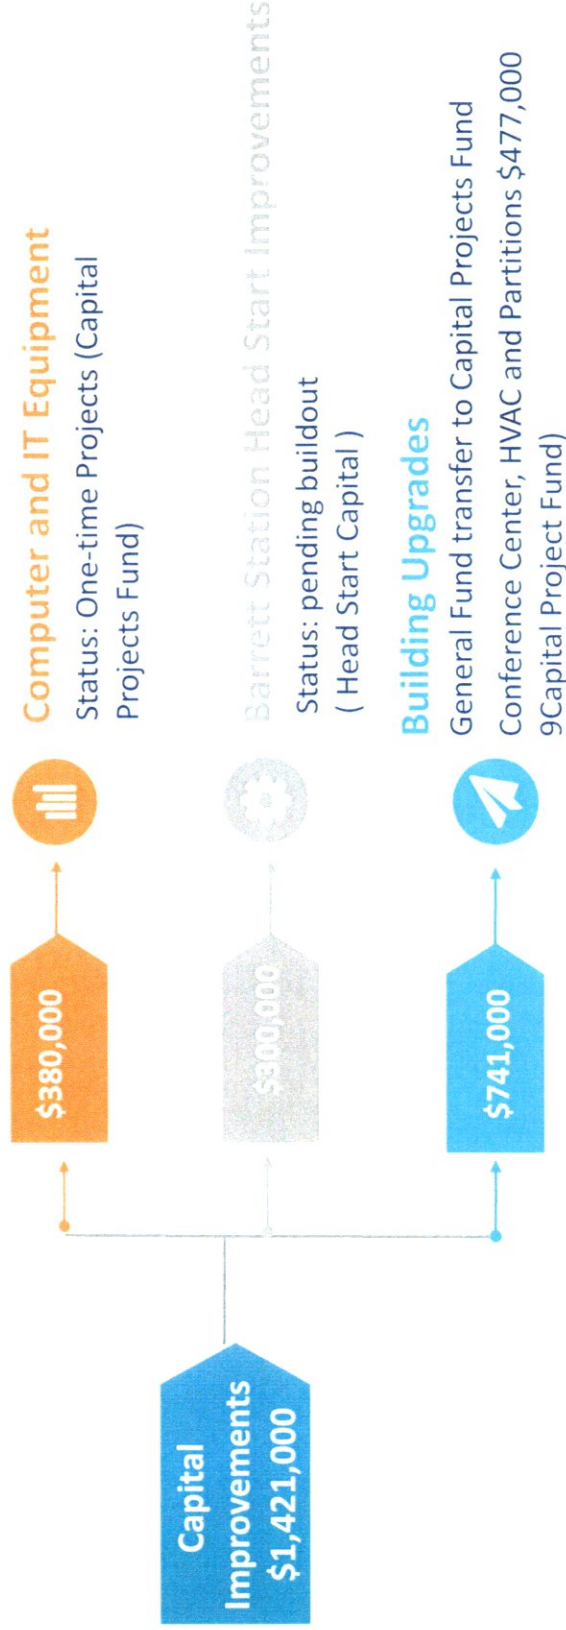 Capital
Improvements
$1,421,000
$380,000
Computer and IT Equipment
Status: One-time Projects (Capital
Projects Fund)
$300,000
Barrett Station Head Start Improvements
Status: pending buildout
( Head Start Capital )
$741,000
Building Upgrades
General Fund transfer to Capital Projects Fund
Conference Center, HVAC and Partitions $477,000
9Capital Project Fund)